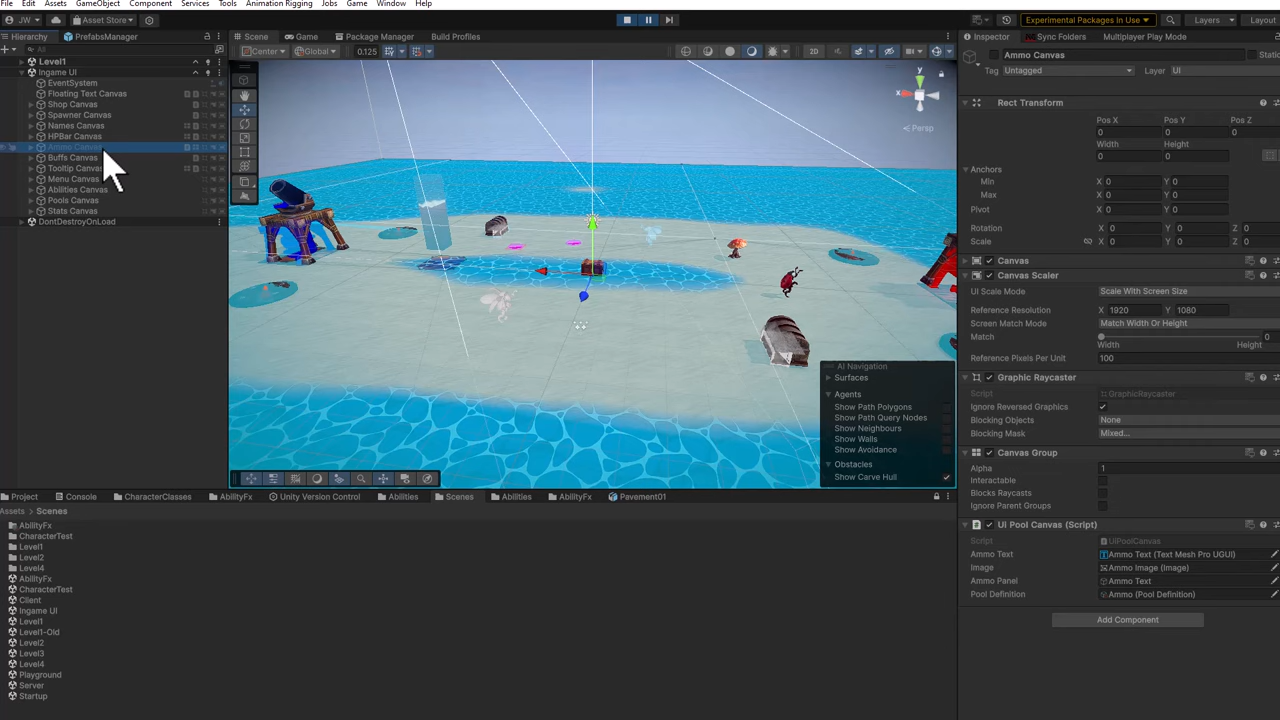 File Edit Assets GameObject Component Services Tools Animation Rigging Jobs Game Window Help
JW Asset Store Experimental Packages In Use Layers Layout
Hierarchy PrefabsManager Scene Game Package Manager Build Profiles Inspector Sync Folders Multiplayer Play Mode
All Center Global 0.125 2D
Level1
Ingame UI
EventSystem
Floating Text Canvas
Shop Canvas
Spawner Canvas
Names Canvas
HPBar Canvas
Ammo Canvas
Buffs Canvas
Tooltip Canvas
Menu Canvas
Abilities Canvas
Pools Canvas
Stats Canvas
DontDestroyOnLoad
y
x
Persp
AI Navigation
Surfaces
Agents
Show Path Polygons
Show Path Query Nodes
Show Neighbours
Show Walls
Show Avoidance
Obstacles
Show Carve Hull
Ammo Canvas Static
Tag Untagged Layer UI
Rect Transform
Pos X Pos Y Pos Z
0 0 0
Width Height
0 0
Anchors
Min X 0 Y 0
Max X 0 Y 0
Pivot X 0 Y 0
Rotation X 0 Y 0 Z 0
Scale X 0 Y 0 Z 0
Canvas
Canvas Scaler
UI Scale Mode Scale With Screen Size
Reference Resolution X 1920 Y 1080
Screen Match Mode Match Width Or Height
Match 0
Width Height
Reference Pixels Per Unit 100
Graphic Raycaster
Script GraphicRaycaster
Ignore Reversed Graphics
Blocking Objects None
Blocking Mask Mixed...
Canvas Group
Alpha 1
Interactable
Blocks Raycasts
Ignore Parent Groups
Ui Pool Canvas (Script)
Script UIPoolCanvas
Ammo Text Ammo Text (Text Mesh Pro UGUI)
Image Ammo Image (Image)
Ammo Panel Ammo Text
Pool Definition Ammo (Pool Definition)
Add Component
Project Console CharacterClasses AbilityFx Unity Version Control Abilities Scenes Abilities AbilityFx Pavement01
Assets > Scenes
AbilityFx
CharacterTest
Level1
Level2
Level4
AbilityFx
CharacterTest
Client
Ingame UI
Level1
Level1-Old
Level2
Level3
Level4
Playground
Server
Startup